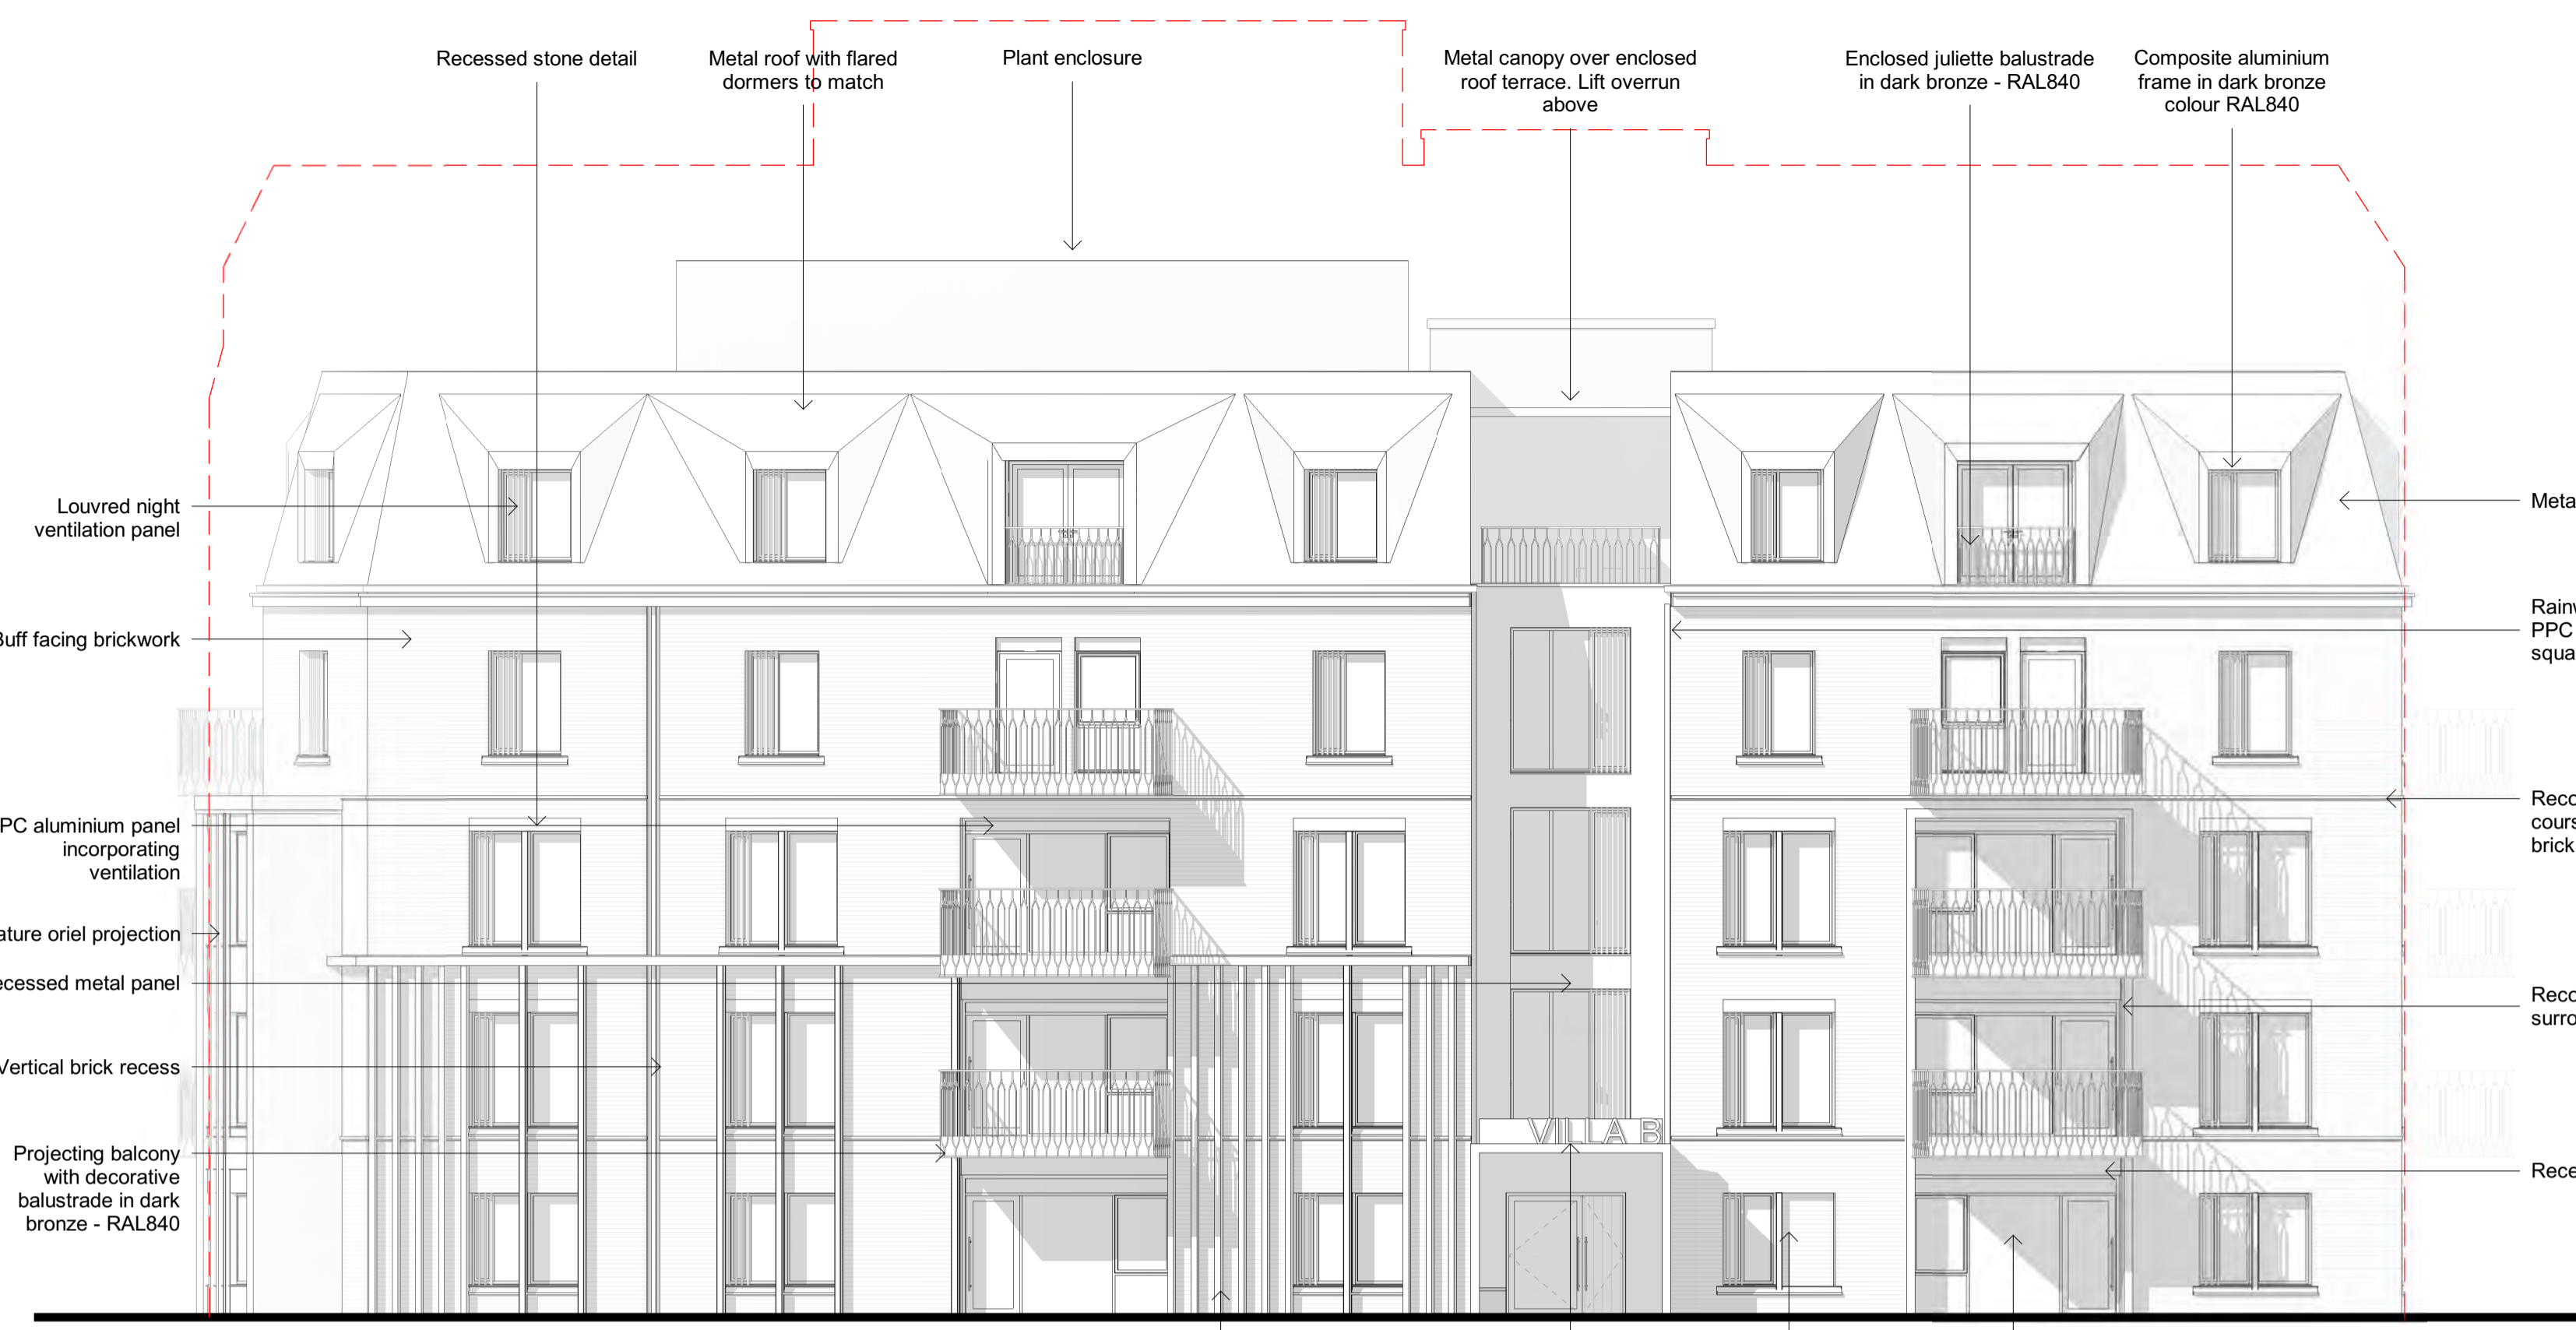 Recessed stone detail
Metal roof with flared
dormers to match
Plant enclosure
Metal canopy over enclosed
roof terrace. Lift overrun
above
Enclosed juliette balustrade
in dark bronze - RAL840
Composite aluminium
frame in dark bronze
colour RAL840
Louvred night
ventilation panel
Buff facing brickwork
PC aluminium panel
incorporating
ventilation
ature oriel projection
ecessed metal panel
Vertical brick recess
Projecting balcony
with decorative
balustrade in dark
bronze - RAL840
VILLA B
Meta
Rainw
PPC
squa
Reco
cours
brick
Reco
surro
Rece